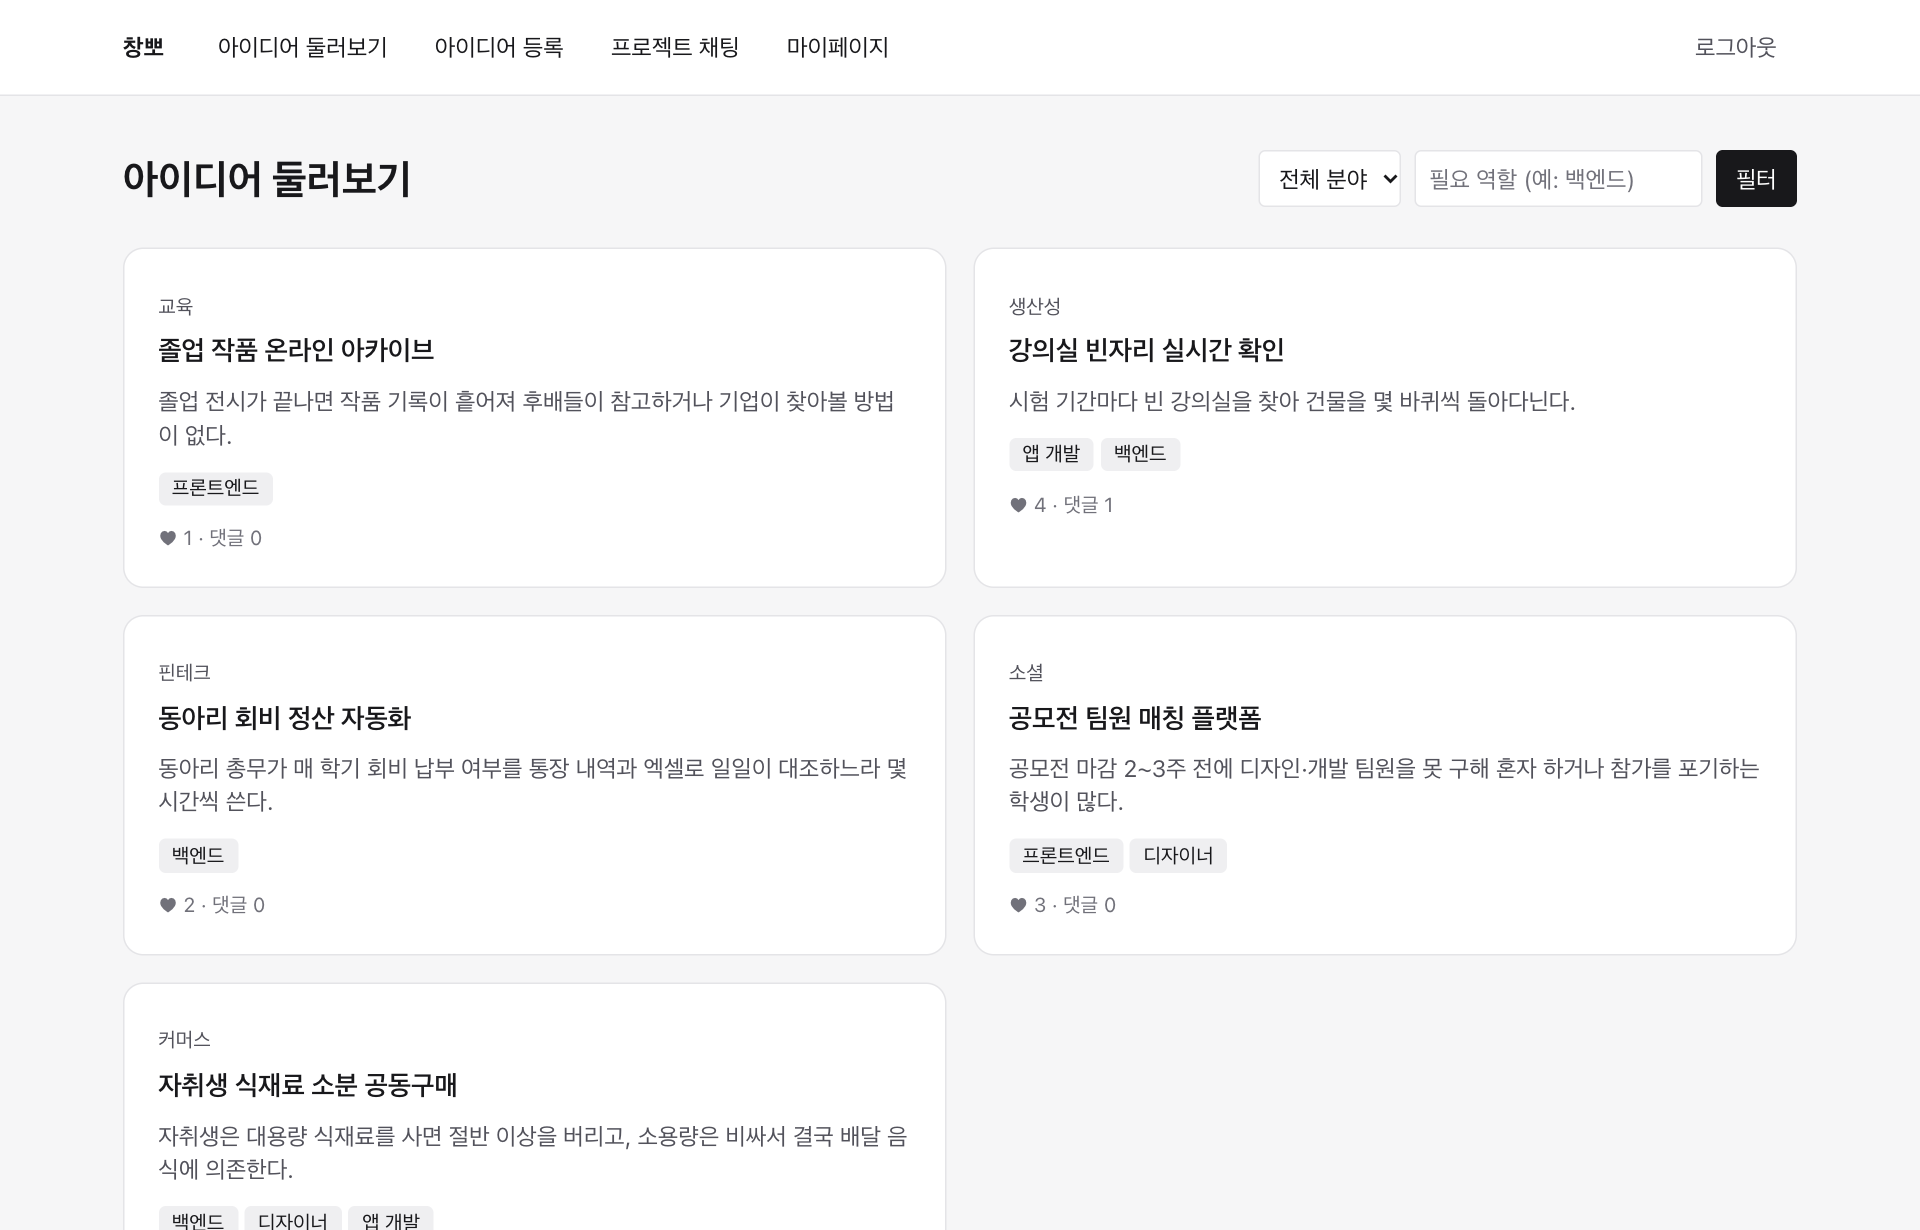 창뽀 아이디어 둘러보기 아이디어 등록 프로젝트 채팅 마이페이지 로그아웃
아이디어 둘러보기
전체 분야 필요 역할 (예: 백엔드) 필터
교육
졸업 작품 온라인 아카이브
졸업 전시가 끝나면 작품 기록이 흩어져 후배들이 참고하거나 기업이 찾아볼 방법
이 없다.
프론트엔드
♥ 1 · 댓글 0
생산성
강의실 빈자리 실시간 확인
시험 기간마다 빈 강의실을 찾아 건물을 몇 바퀴씩 돌아다닌다.
앱 개발 백엔드
♥ 4 · 댓글 1
핀테크
동아리 회비 정산 자동화
동아리 총무가 매 학기 회비 납부 여부를 통장 내역과 엑셀로 일일이 대조하느라 몇
시간씩 쓴다.
백엔드
♥ 2 · 댓글 0
소셜
공모전 팀원 매칭 플랫폼
공모전 마감 2~3주 전에 디자인·개발 팀원을 못 구해 혼자 하거나 참가를 포기하는
학생이 많다.
프론트엔드 디자이너
♥ 3 · 댓글 0
커머스
자취생 식재료 소분 공동구매
자취생은 대용량 식재료를 사면 절반 이상을 버리고, 소용량은 비싸서 결국 배달 음
식에 의존한다.
백엔드 디자이너 앱 개발